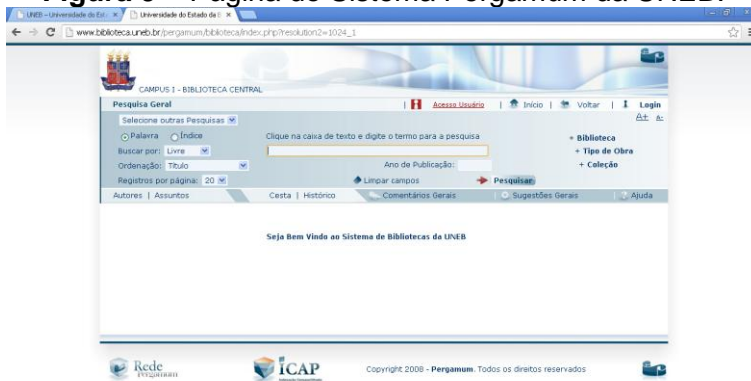 Página do Sistema Pergamum da UNEB.
UNEB – Universidade do Est
Universidade do Estado da B
www.biblioteca.uneb.br/pergamum/biblioteca/index.php?resolution2=1024_1
CAMPUS I - BIBLIOTECA CENTRAL
Pesquisa Geral | Acesso Usuário | Início | Voltar | Login
Selecione outras Pesquisas A± A-
Palavra Índice Clique na caixa de texto e digite o termo para a pesquisa + Biblioteca
Buscar por: Livre + Tipo de Obra
Ordenação: Título Ano de Publicação: + Coleção
Registros por página: 20 Limpar campos Pesquisar
Autores | Assuntos Cesta | Histórico Comentários Gerais Sugestões Gerais Ajuda
Seja Bem Vindo ao Sistema de Bibliotecas da UNEB
Rede Pergamum ICAP Copyright 2008 - Pergamum. Todos os direitos reservados